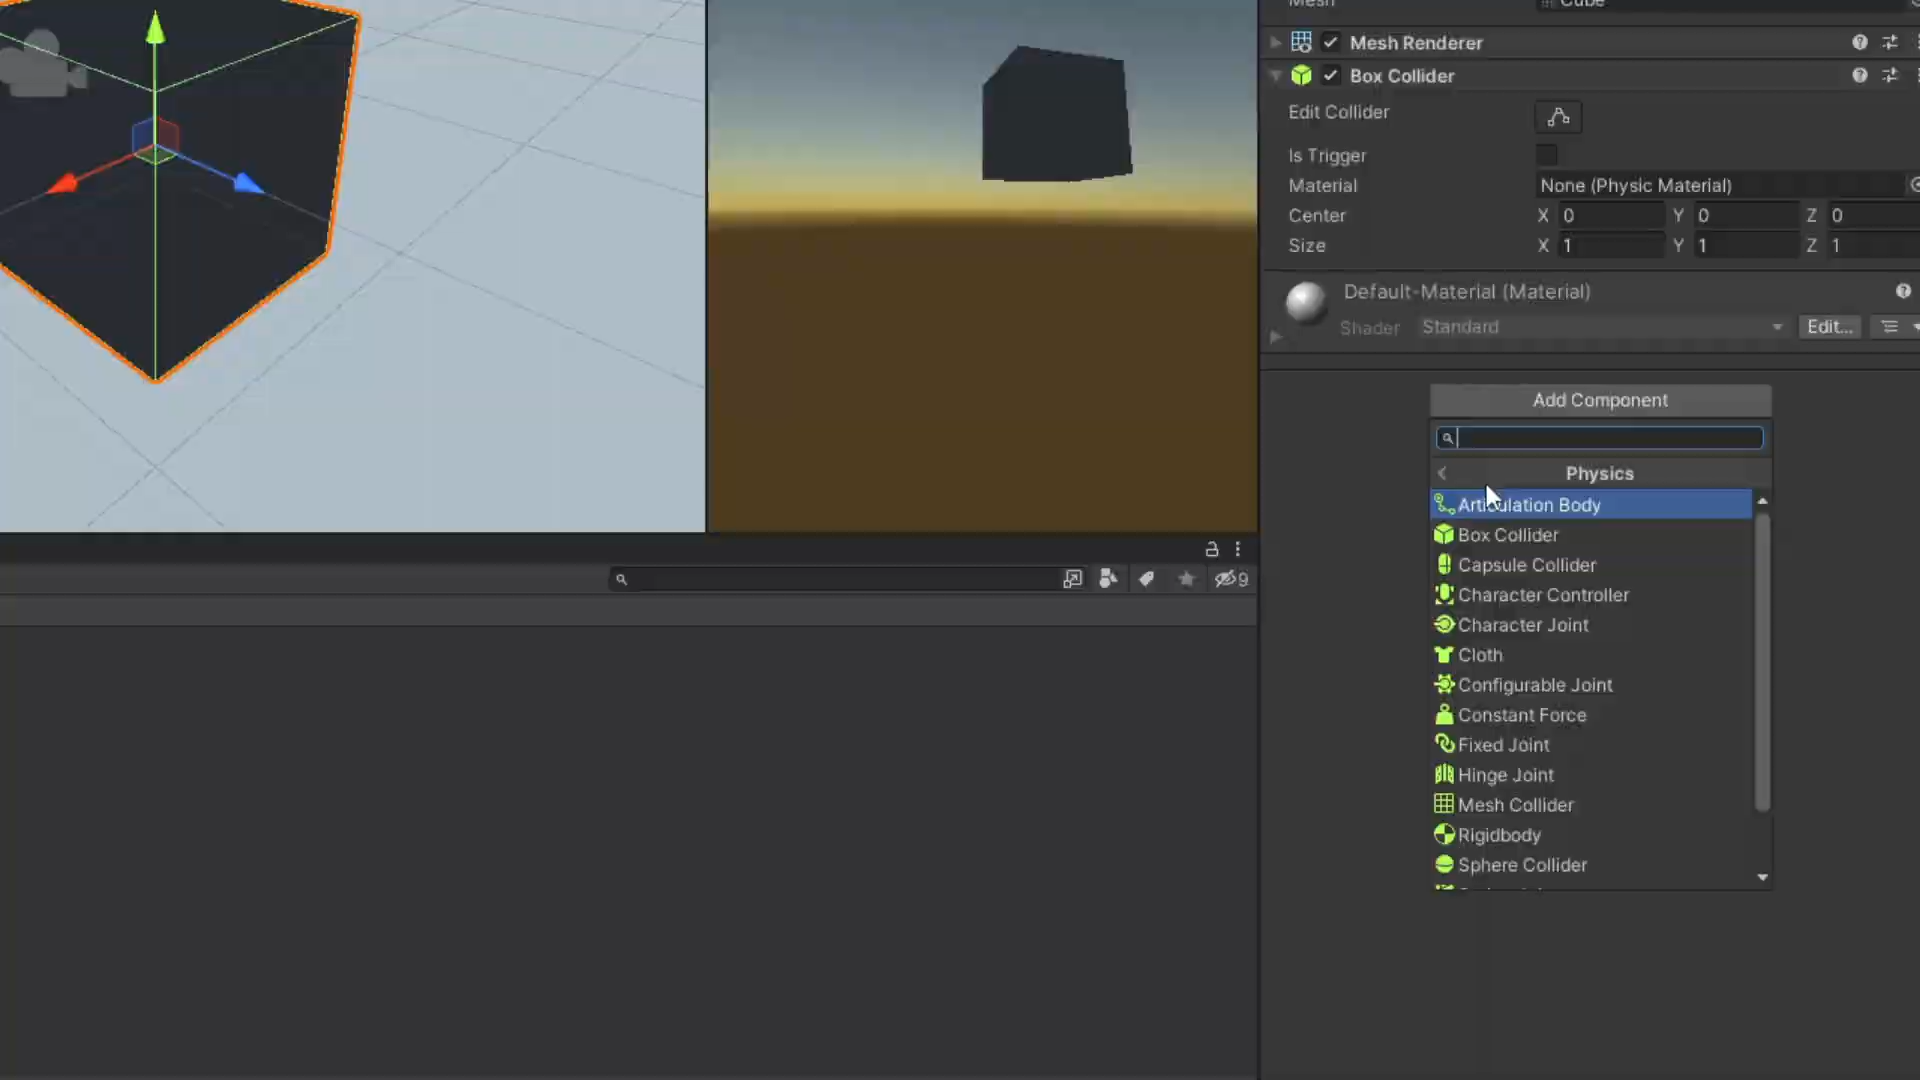 Mesh Cube
Mesh Renderer
Box Collider
Edit Collider
Is Trigger
Material None (Physic Material)
Center X 0 Y 0 Z 0
Size X 1 Y 1 Z 1
Default-Material (Material)
Shader Standard Edit...
Add Component
Physics
Articulation Body
Box Collider
Capsule Collider
Character Controller
Character Joint
Cloth
Configurable Joint
Constant Force
Fixed Joint
Hinge Joint
Mesh Collider
Rigidbody
Sphere Collider
9